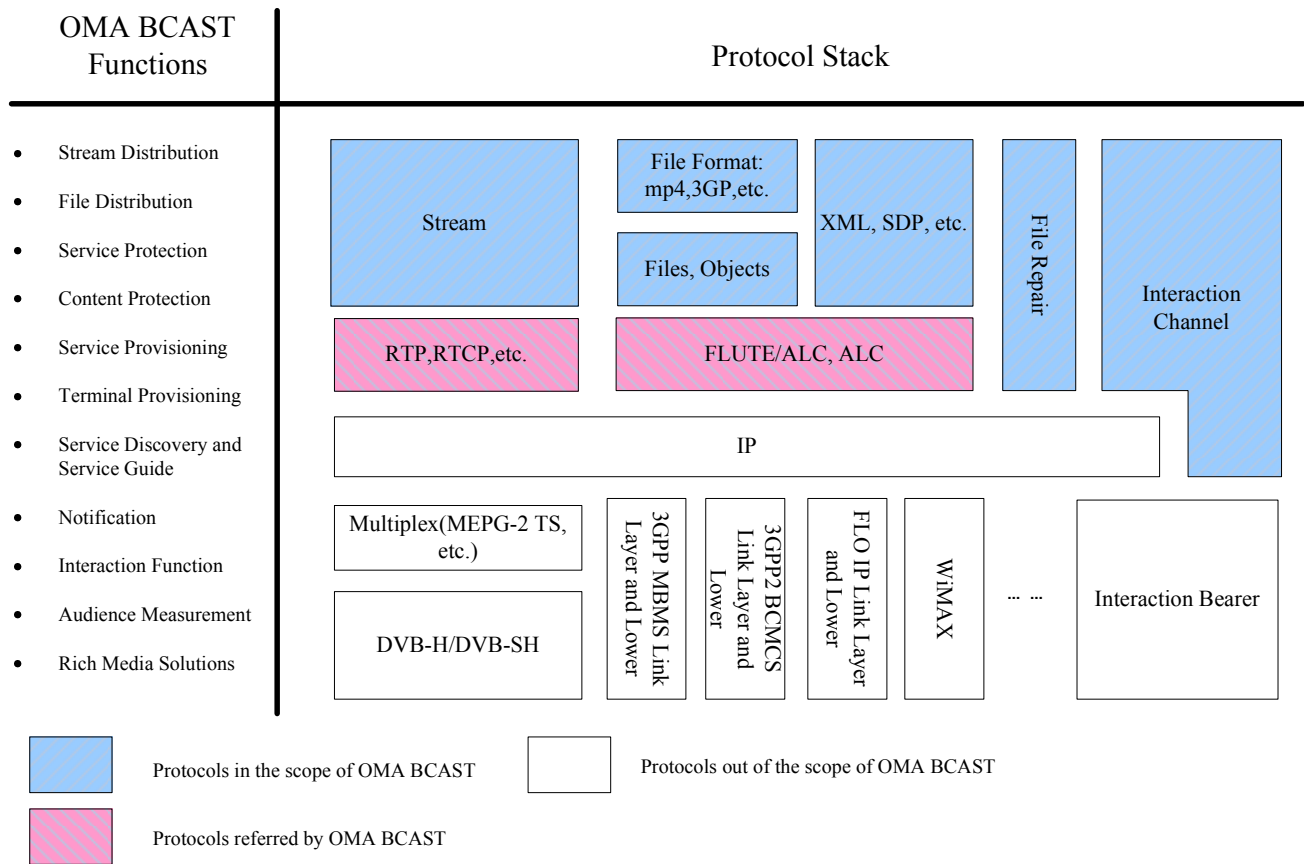 OMA BCAST
Functions
Protocol Stack
• Stream Distribution
• File Distribution
• Service Protection
• Content Protection
• Service Provisioning
• Terminal Provisioning
• Service Discovery and
Service Guide
• Notification
• Interaction Function
• Audience Measurement
• Rich Media Solutions
Stream
File Format:
mp4,3GP,etc.
Files, Objects
XML, SDP, etc.
File Repair
Interaction
Channel
RTP,RTCP,etc.
FLUTE/ALC, ALC
IP
Multiplex(MEPG-2 TS,
etc.)
DVB-H/DVB-SH
3GPP MBMS Link
Layer and Lower
3GPP2 BCMCS
Link Layer and
Lower
FLO IP Link Layer
and Lower
WiMAX
... ...
Interaction Bearer
Protocols in the scope of OMA BCAST
Protocols out of the scope of OMA BCAST
Protocols referred by OMA BCAST